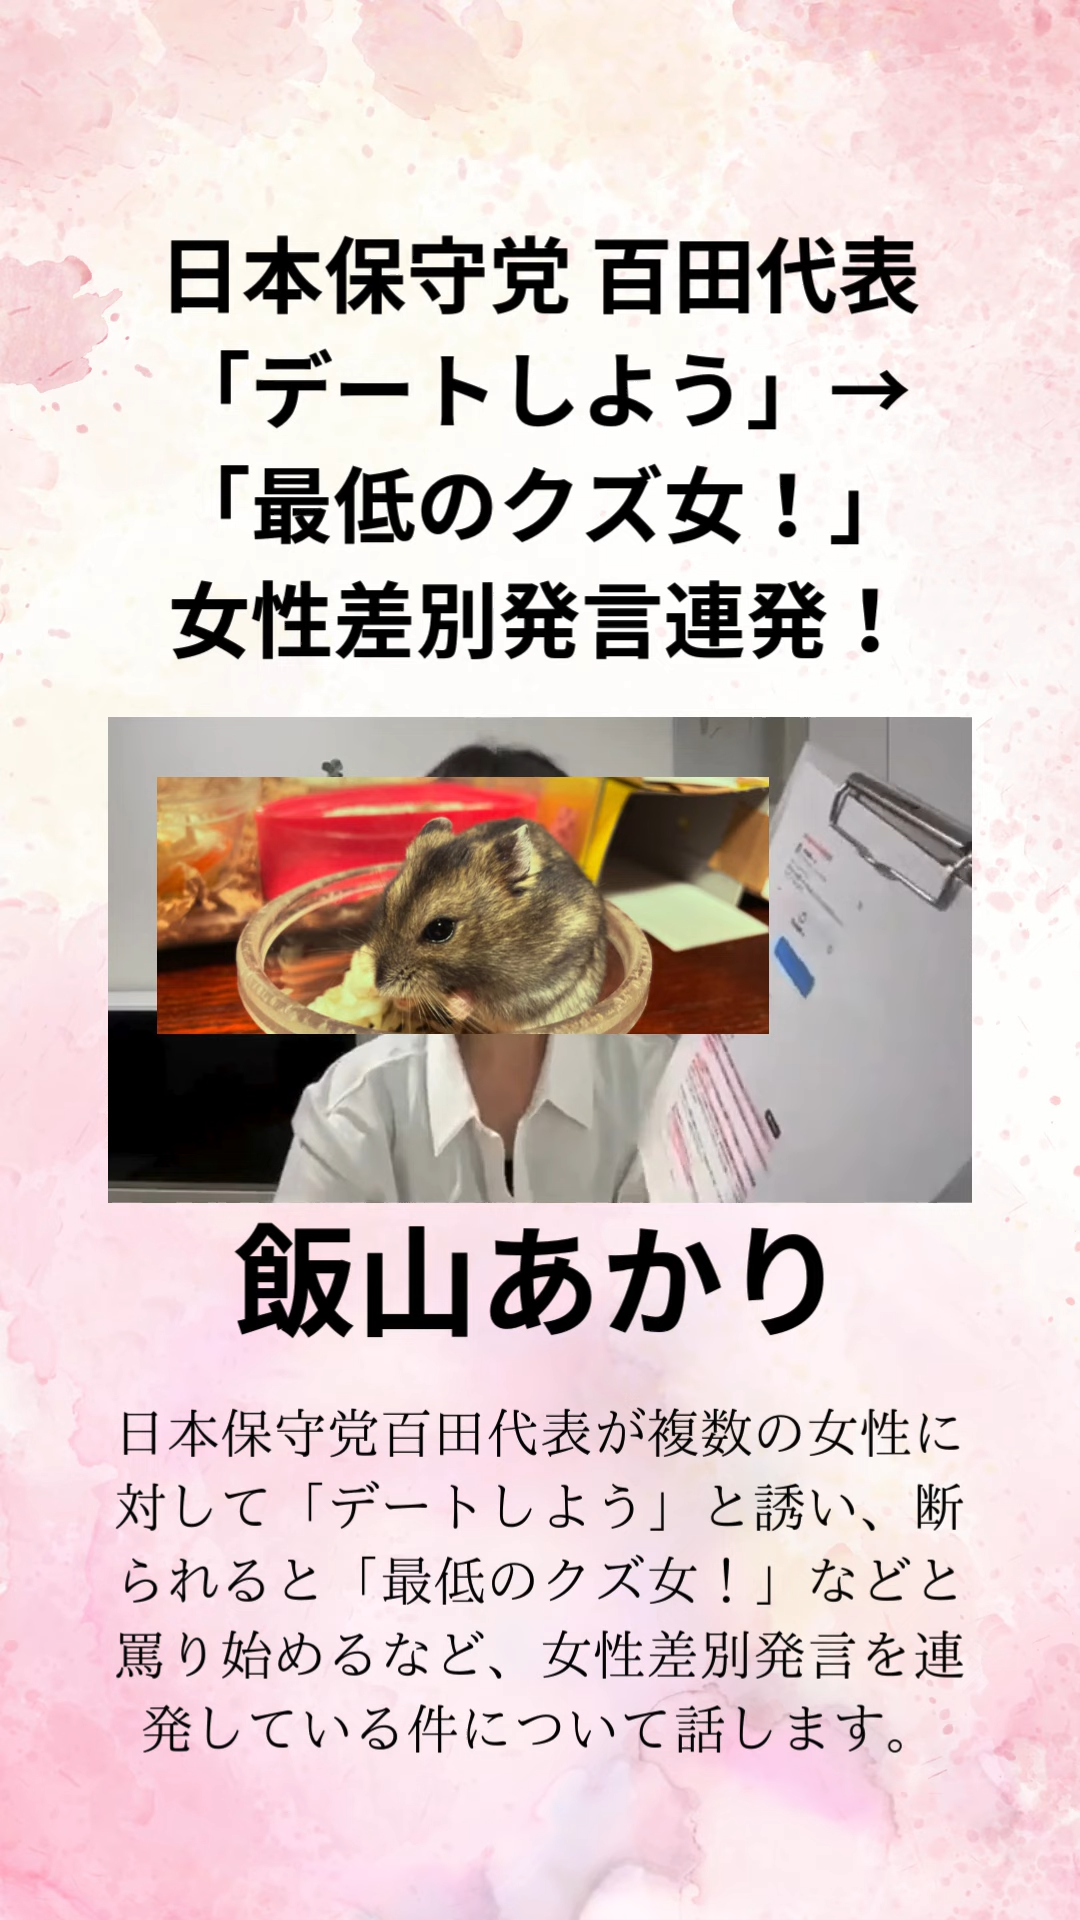 日本保守党 百田代表
「デートしよう」→
「最低のクズ女！」
女性差別発言連発！
飯山あかり
日本保守党百田代表が複数の女性に
対して「デートしよう」と誘い、断
られると「最低のクズ女！」などと
罵り始めるなど、女性差別発言を連
発している件について話します。